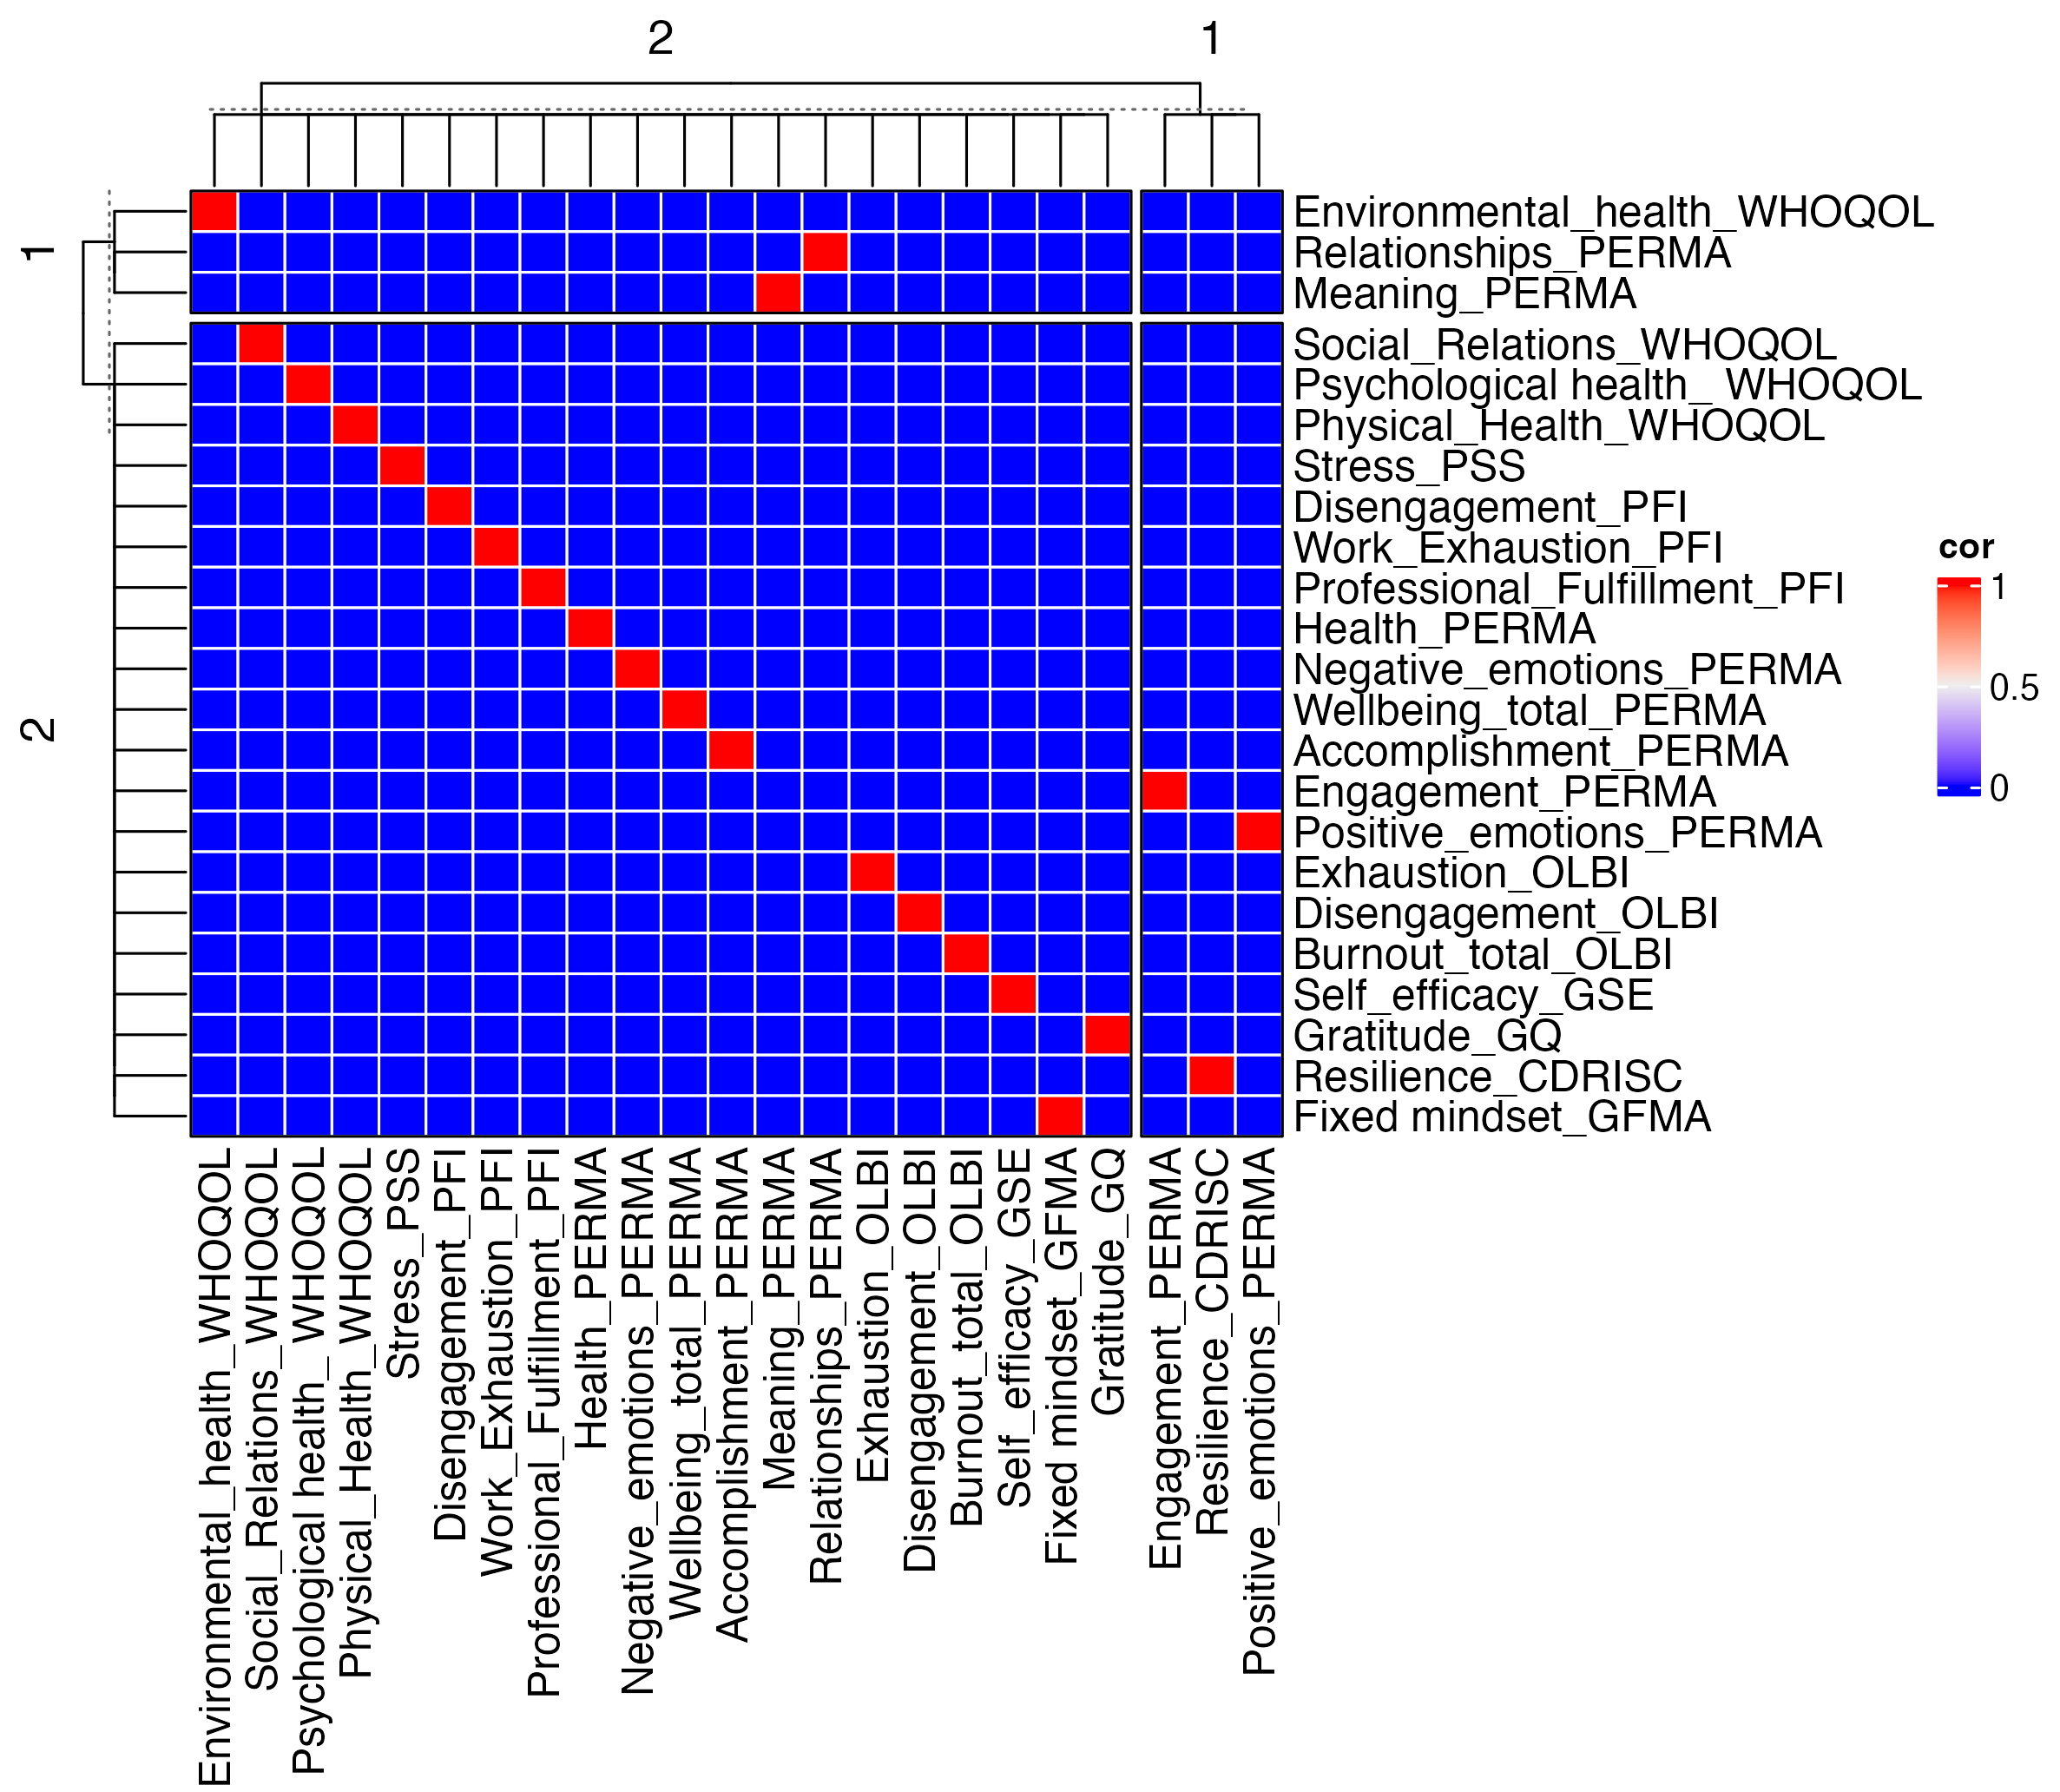 2
1
1
2
Environmental_health_WHOQOL
Relationships_PERMA
Meaning_PERMA
Social_Relations_WHOQOL
Psychological health_ WHOQOL
Physical_Health_WHOQOL
Stress_PSS
Disengagement_PFI
Work_Exhaustion_PFI
Professional_Fulfillment_PFI
Health_PERMA
Negative_emotions_PERMA
Wellbeing_total_PERMA
Accomplishment_PERMA
Engagement_PERMA
Positive_emotions_PERMA
Exhaustion_OLBI
Disengagement_OLBI
Burnout_total_OLBI
Self_efficacy_GSE
Gratitude_GQ
Resilience_CDRISC
Fixed mindset_GFMA
cor
1
0.5
0
Environmental_health_WHOQOL
Social_Relations_WHOQOL
Psychological health_ WHOQOL
Physical_Health_WHOQOL
Stress_PSS
Disengagement_PFI
Work_Exhaustion_PFI
Professional_Fulfillment_PFI
Health_PERMA
Negative_emotions_PERMA
Wellbeing_total_PERMA
Accomplishment_PERMA
Meaning_PERMA
Relationships_PERMA
Exhaustion_OLBI
Disengagement_OLBI
Burnout_total_OLBI
Self_efficacy_GSE
Fixed mindset_GFMA
Gratitude_GQ
Engagement_PERMA
Resilience_CDRISC
Positive_emotions_PERMA